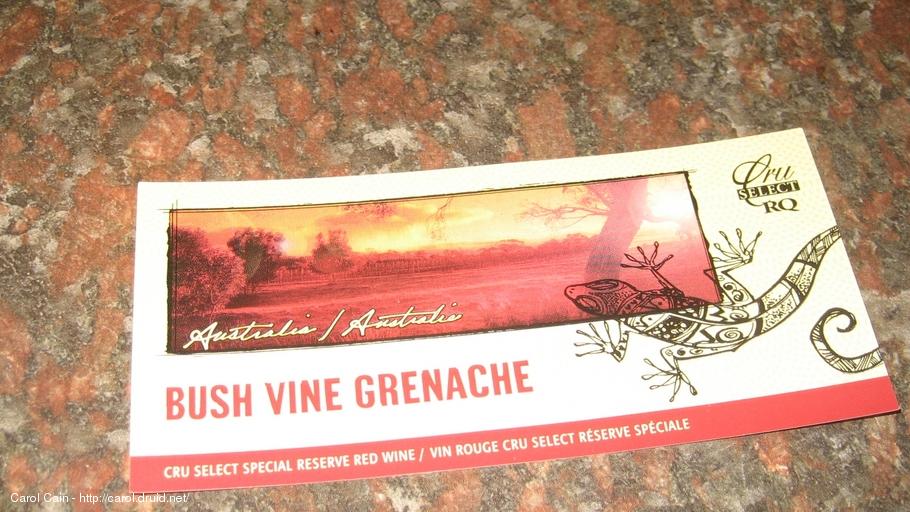 Cru
SELECT
RQ
Australia / Australie
BUSH VINE GRENACHE
CRU SELECT SPECIAL RESERVE RED WINE / VIN ROUGE CRU SELECT RÉSERVE SPÉCIALE
Carol Cain - http://carol.druid.net/